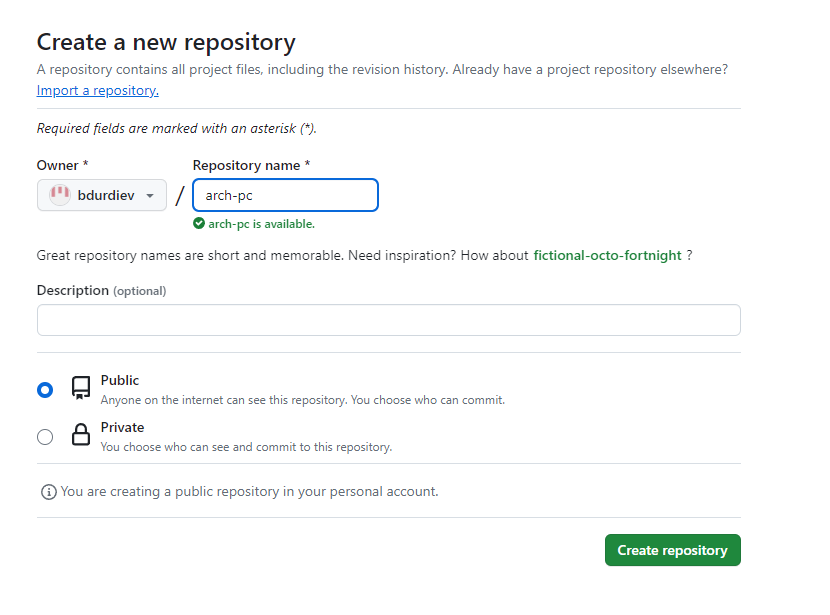 Create a new repository
A repository contains all project files, including the revision history. Already have a project repository elsewhere?
Import a repository.
Required fields are marked with an asterisk (*).
Owner *
Repository name *
bdurdiev
/
arch-pc
arch-pc is available.
Great repository names are short and memorable. Need inspiration? How about fictional-octo-fortnight ?
Description (optional)
Public
Anyone on the internet can see this repository. You choose who can commit.
Private
You choose who can see and commit to this repository.
You are creating a public repository in your personal account.
Create repository